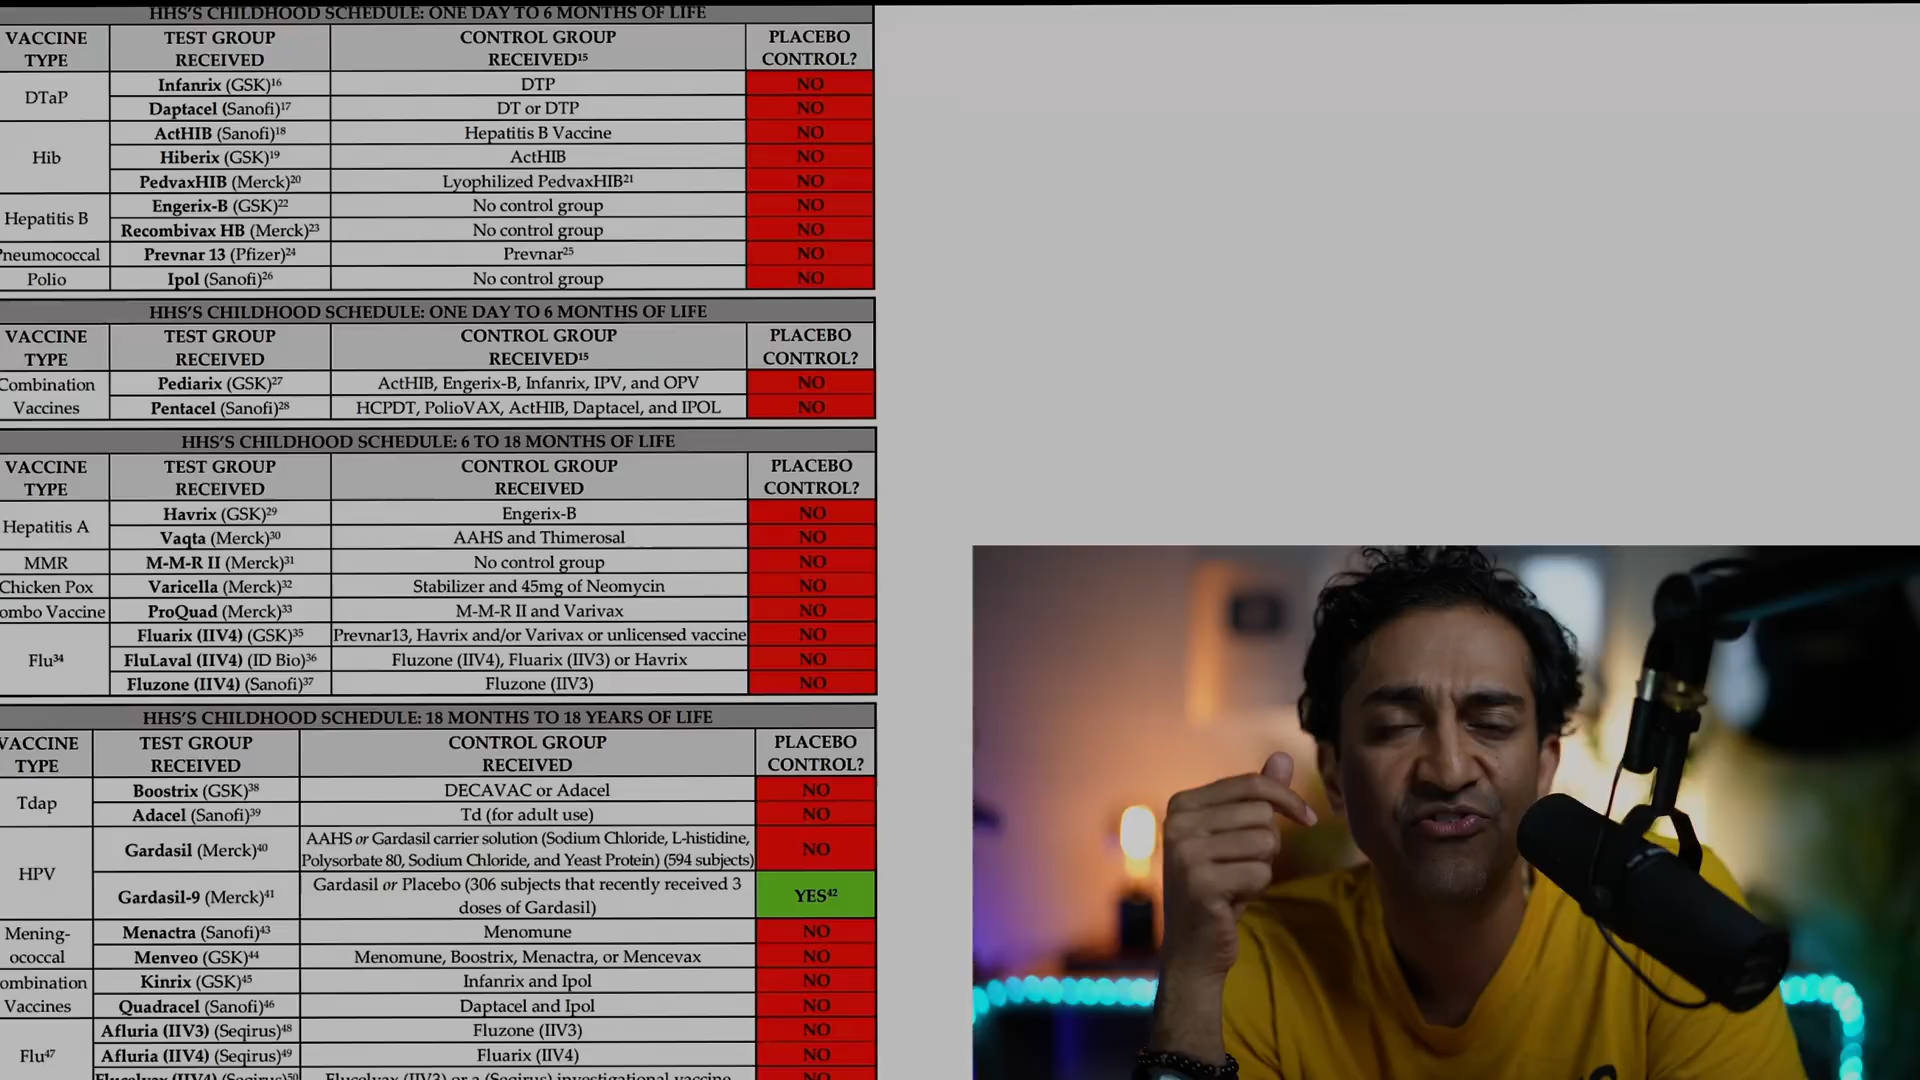 HHS'S CHILDHOOD SCHEDULE: ONE DAY TO 6 MONTHS OF LIFE
VACCINE TYPE TEST GROUP RECEIVED CONTROL GROUP RECEIVED¹⁵ PLACEBO CONTROL?
DTaP
Infanrix (GSK)¹⁶ DTP NO
Daptacel (Sanofi)¹⁷ DT or DTP NO
Hib
ActHIB (Sanofi)¹⁸ Hepatitis B Vaccine NO
Hiberix (GSK)¹⁹ ActHIB NO
PedvaxHIB (Merck)²⁰ Lyophilized PedvaxHIB²¹ NO
Hepatitis B
Engerix-B (GSK)²² No control group NO
Recombivax HB (Merck)²³ No control group NO
Pneumococcal Prevnar 13 (Pfizer)²⁴ Prevnar²⁵ NO
Polio Ipol (Sanofi)²⁶ No control group NO
HHS'S CHILDHOOD SCHEDULE: ONE DAY TO 6 MONTHS OF LIFE
VACCINE TYPE TEST GROUP RECEIVED CONTROL GROUP RECEIVED¹⁵ PLACEBO CONTROL?
Combination Vaccines
Pediarix (GSK)²⁷ ActHIB, Engerix-B, Infanrix, IPV, and OPV NO
Pentacel (Sanofi)²⁸ HCPDT, PolioVAX, ActHIB, Daptacel, and IPOL NO
HHS'S CHILDHOOD SCHEDULE: 6 TO 18 MONTHS OF LIFE
VACCINE TYPE TEST GROUP RECEIVED CONTROL GROUP RECEIVED PLACEBO CONTROL?
Hepatitis A
Havrix (GSK)²⁹ Engerix-B NO
Vaqta (Merck)³⁰ AAHS and Thimerosal NO
MMR M-M-R II (Merck)³¹ No control group NO
Chicken Pox Varicella (Merck)³² Stabilizer and 45mg of Neomycin NO
ombo Vaccine ProQuad (Merck)³³ M-M-R II and Varivax NO
Flu³⁴
Fluarix (IIV4) (GSK)³⁵ Prevnar13, Havrix and/or Varivax or unlicensed vaccine NO
FluLaval (IIV4) (ID Bio)³⁶ Fluzone (IIV4), Fluarix (IIV3) or Havrix NO
Fluzone (IIV4) (Sanofi)³⁷ Fluzone (IIV3) NO
HHS'S CHILDHOOD SCHEDULE: 18 MONTHS TO 18 YEARS OF LIFE
VACCINE TYPE TEST GROUP RECEIVED CONTROL GROUP RECEIVED PLACEBO CONTROL?
Tdap
Boostrix (GSK)³⁸ DECAVAC or Adacel NO
Adacel (Sanofi)³⁹ Td (for adult use) NO
HPV
Gardasil (Merck)⁴⁰ AAHS or Gardasil carrier solution (Sodium Chloride, L-histidine, Polysorbate 80, Sodium Chloride, and Yeast Protein) (594 subjects) NO
Gardasil-9 (Merck)⁴¹ Gardasil or Placebo (306 subjects that recently received 3 doses of Gardasil) YES⁴²
Mening-ococcal
Menactra (Sanofi)⁴³ Menomune NO
Menveo (GSK)⁴⁴ Menomune, Boostrix, Menactra, or Mencevax NO
ombination Vaccines
Kinrix (GSK)⁴⁵ Infanrix and Ipol NO
Quadracel (Sanofi)⁴⁶ Daptacel and Ipol NO
Flu⁴⁷
Afluria (IIV3) (Seqirus)⁴⁸ Fluzone (IIV3) NO
Afluria (IIV4) (Seqirus)⁴⁹ Fluarix (IIV4) NO
Flucelvax (IIV4) (Seqirus)⁵⁰ Flucelvax (IIV3) or a (Seqirus) investigational vaccine NO